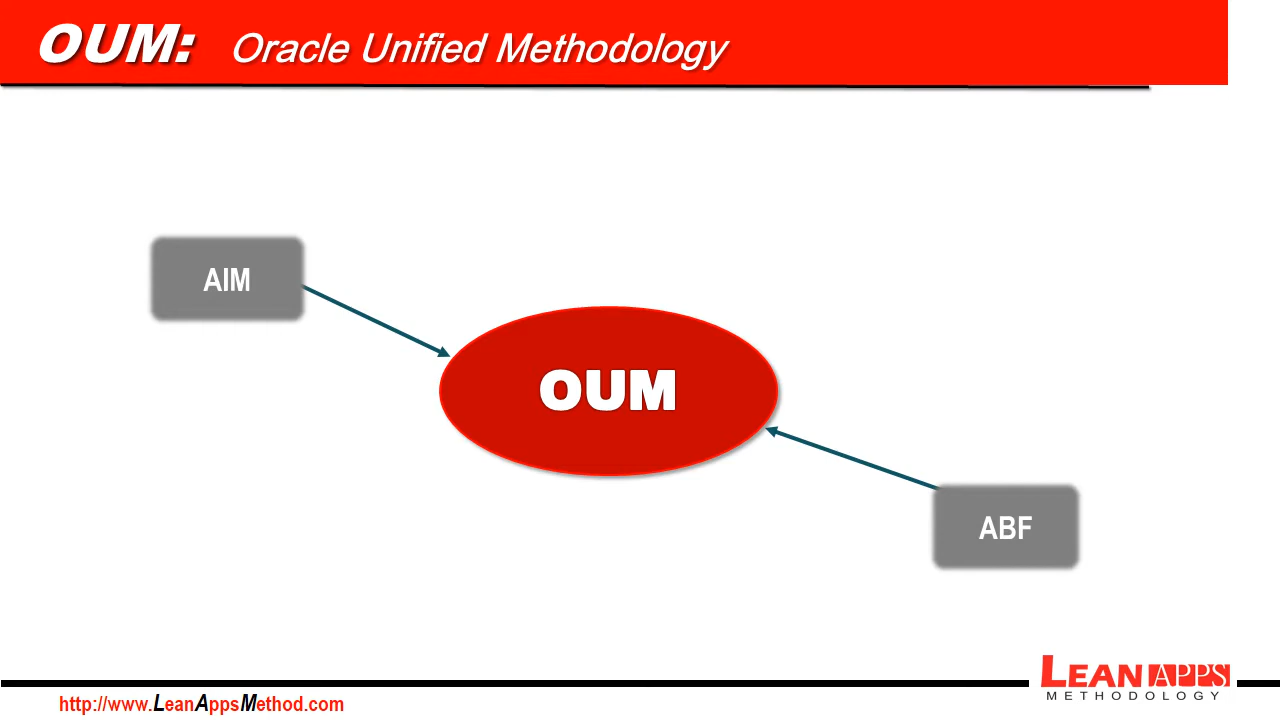 OUM: Oracle Unified Methodology
AIM
OUM
ABF
LEAN APPS
METHODOLOGY
http://www.LeanAppsMethod.com